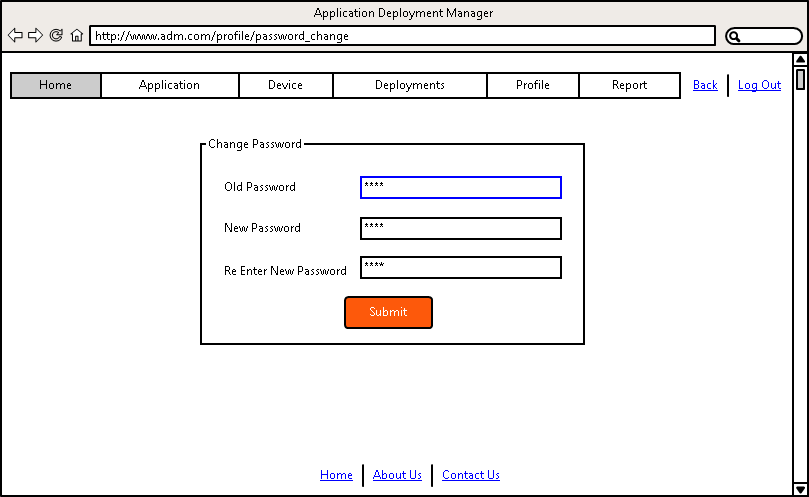 Application Deployment Manager
http://www.adm.com/profile/password_change
Home Application Device Deployments Profile Report Back Log Out
Change Password
Old Password ****
New Password ****
Re Enter New Password ****
Submit
Home About Us Contact Us